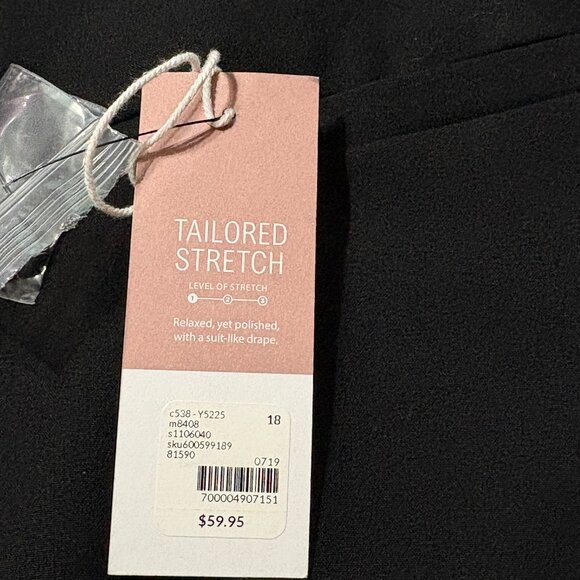 TAILORED
STRETCH
LEVEL OF STRETCH
1 2 3
Relaxed, yet polished,
with a suit-like drape.
c538 - Y5225 18
m8408
s1106040
sku600599189
81590 0719
700004907151
$59.95